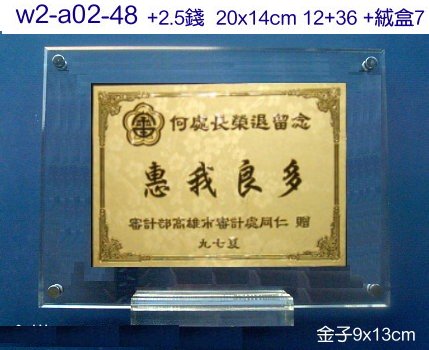 w2-a02-48 +2.5錢 20x14cm 12+36 +絨盒7
何處長榮退留念
惠我良多
審計部高雄市審計處同仁 贈
九七夏
金子9x13cm